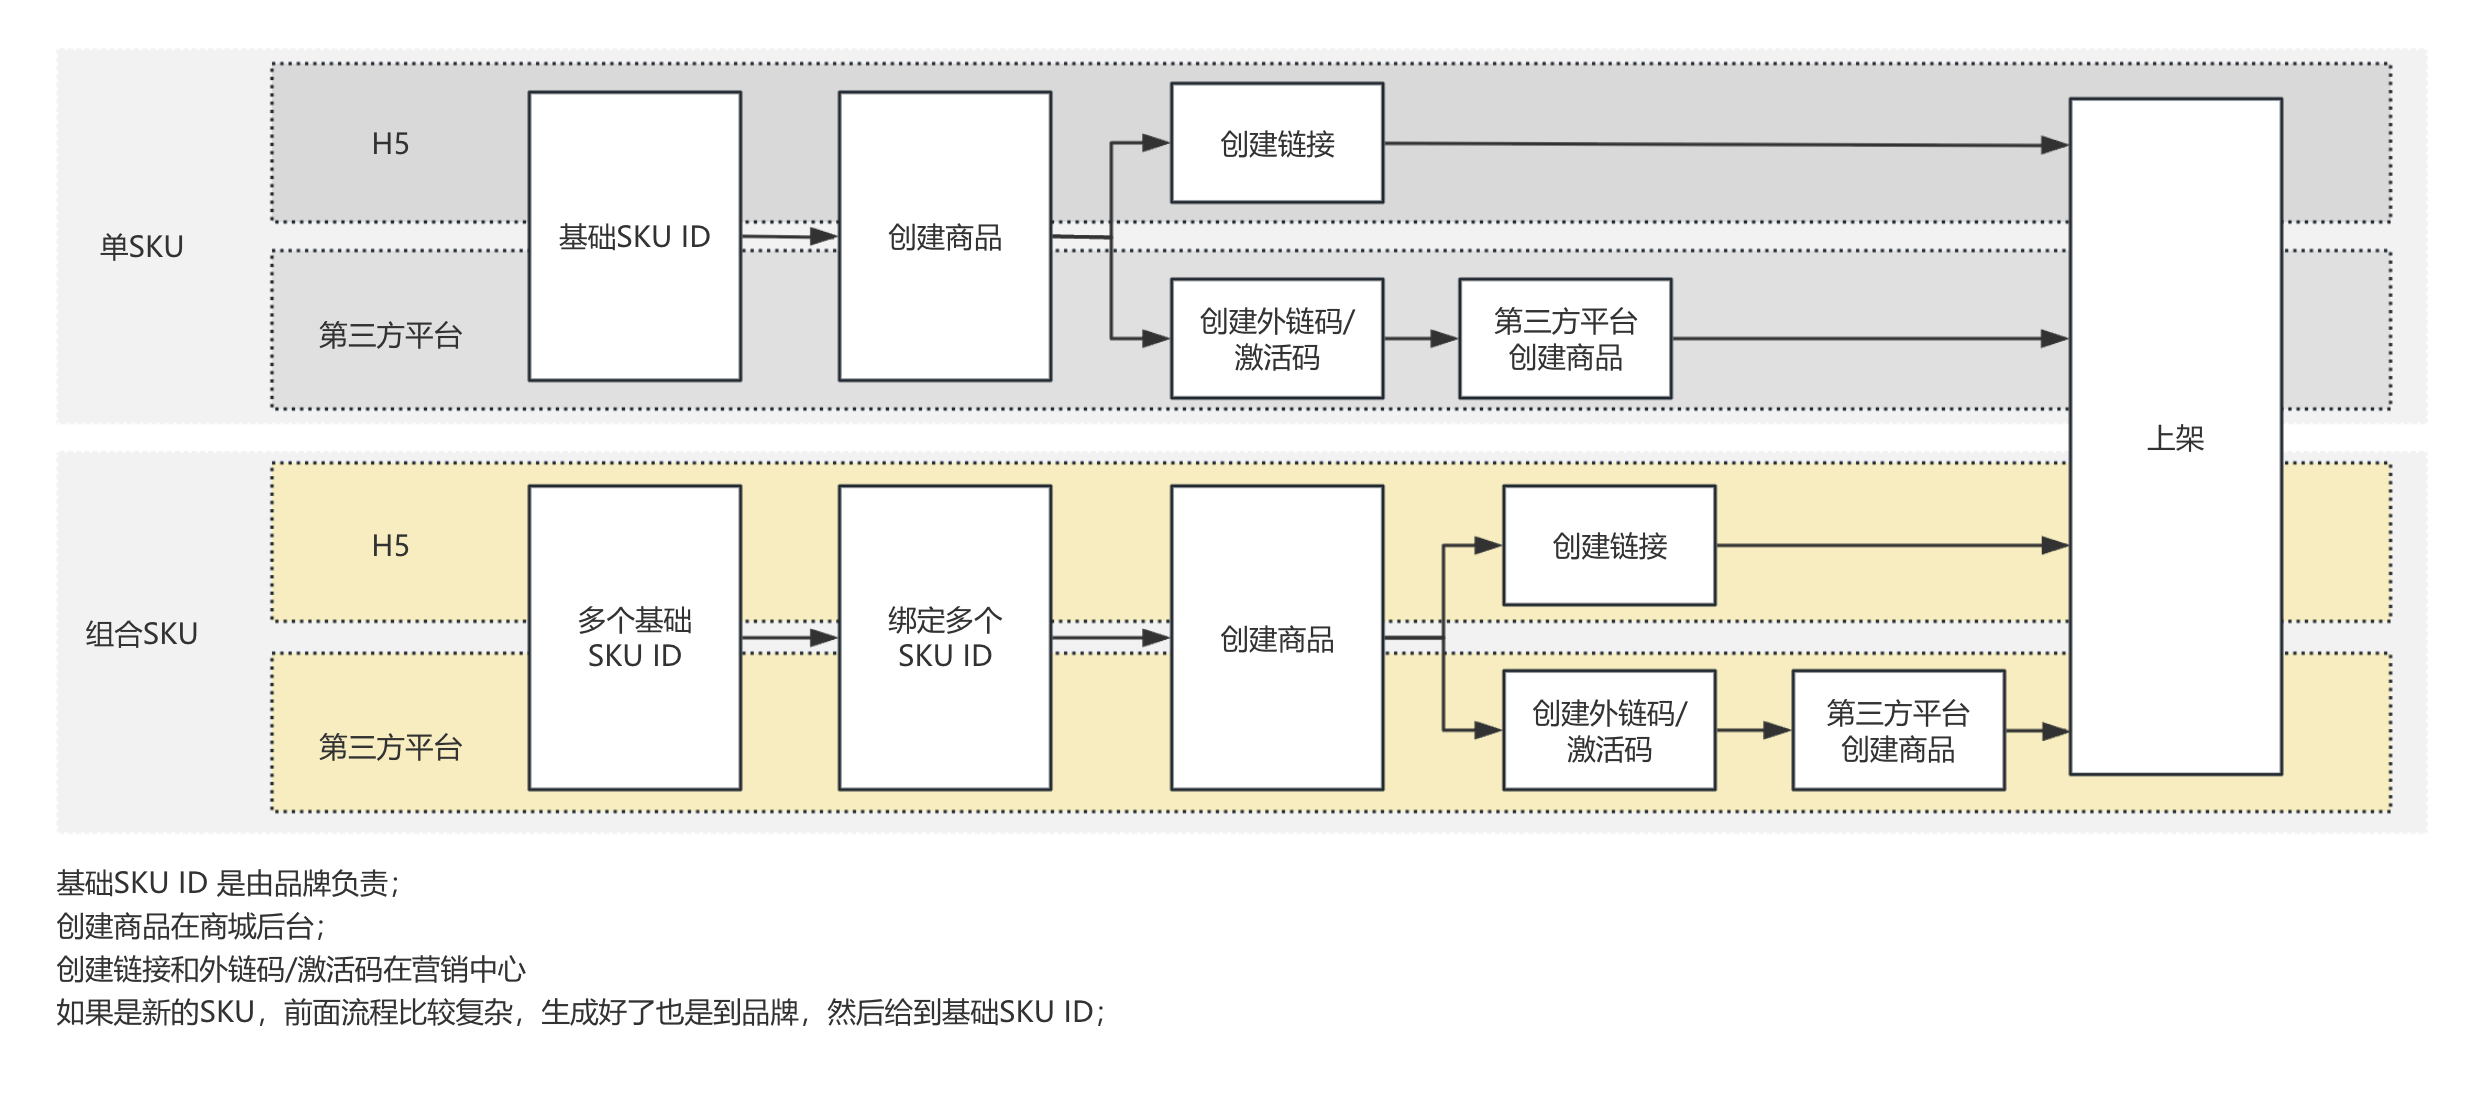 单SKU
H5
基础SKU ID
创建商品
创建链接
第三方平台
创建外链码/
激活码
第三方平台
创建商品
上架
组合SKU
H5
多个基础
SKU ID
绑定多个
SKU ID
创建商品
创建链接
第三方平台
创建外链码/
激活码
第三方平台
创建商品
基础SKU ID 是由品牌负责；
创建商品在商城后台；
创建链接和外链码/激活码在营销中心
如果是新的SKU，前面流程比较复杂，生成好了也是到品牌，然后给到基础SKU ID；